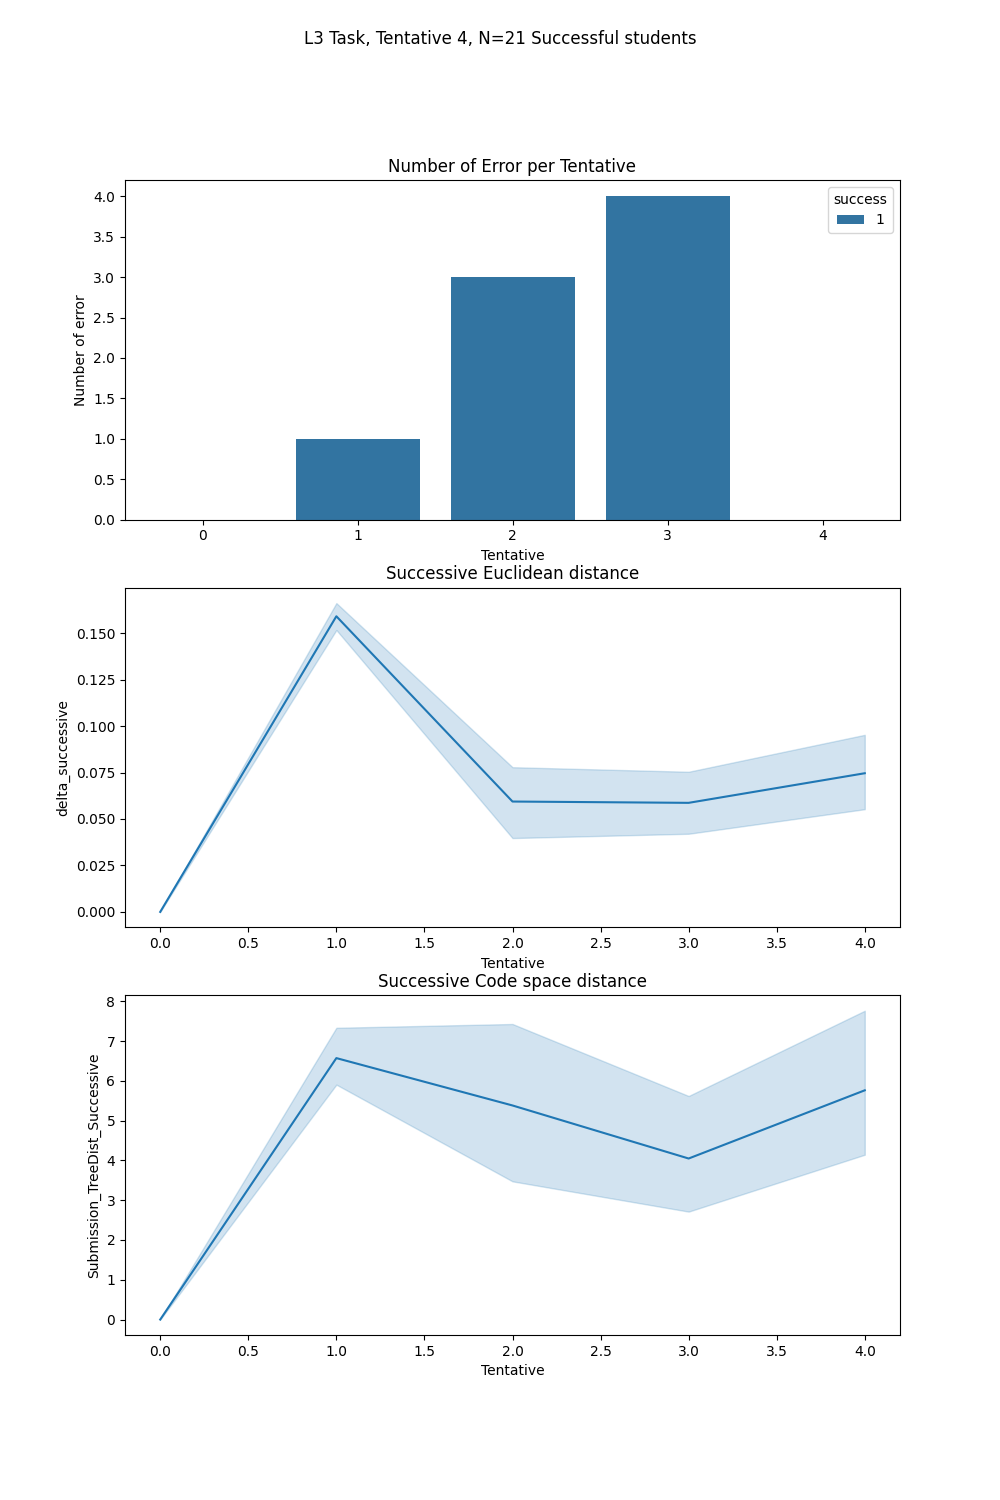 L3 Task, Tentative 4, N=21 Successful students
Number of Error per Tentative
success
1
4.0
3.5
3.0
2.5
2.0
1.5
1.0
0.5
0.0
Number of error
0 1 2 3 4
Tentative
Successive Euclidean distance
0.150
0.125
0.100
0.075
0.050
0.025
0.000
delta_successive
0.0 0.5 1.0 1.5 2.0 2.5 3.0 3.5 4.0
Tentative
Successive Code space distance
8
7
6
5
4
3
2
1
0
Submission_TreeDist_Successive
0.0 0.5 1.0 1.5 2.0 2.5 3.0 3.5 4.0
Tentative